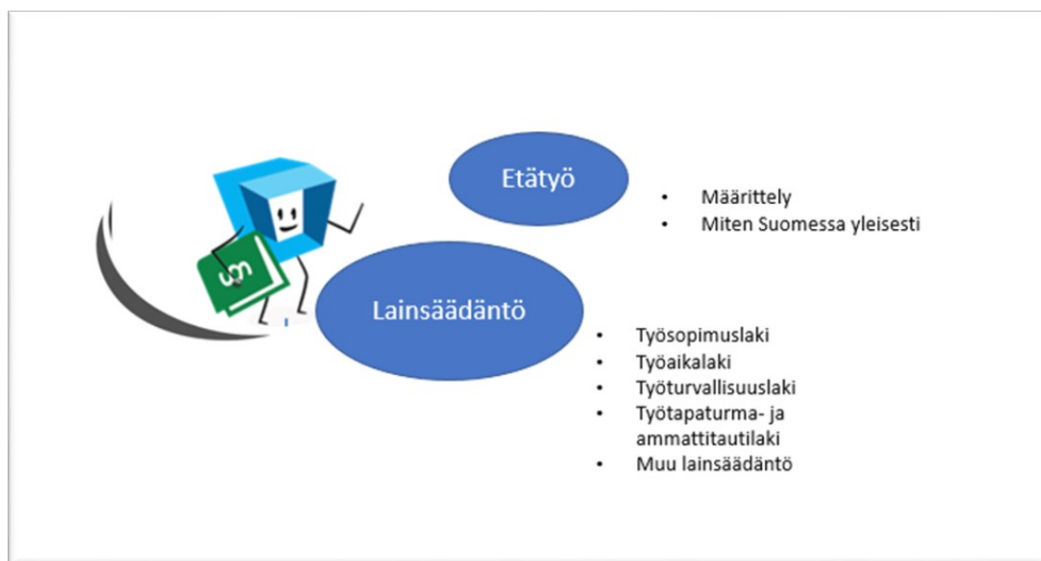 Etätyö
• Määrittely
• Miten Suomessa yleisesti
§
Lainsäädäntö
• Työsopimuslaki
• Työaikalaki
• Työturvallisuuslaki
• Työtapaturma- ja
ammattitautilaki
• Muu lainsäädäntö